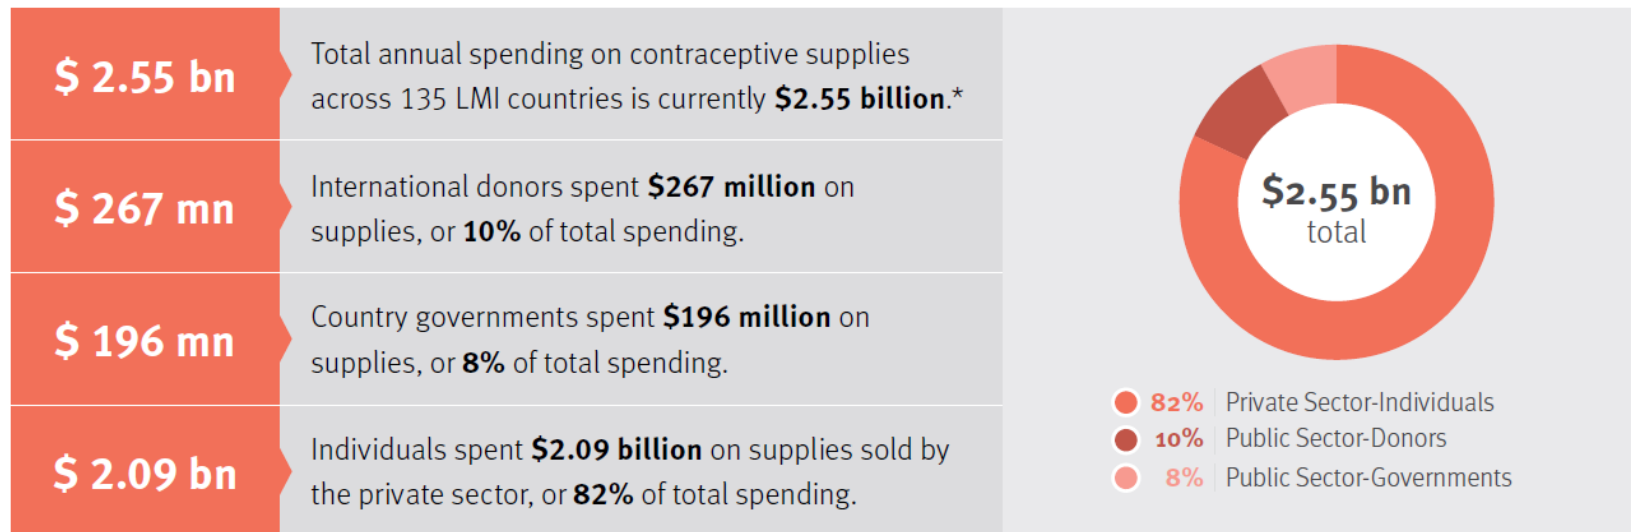 $ 2.55 bn
Total annual spending on contraceptive supplies
across 135 LMI countries is currently $2.55 billion.*
$ 267 mn
International donors spent $267 million on
supplies, or 10% of total spending.
$ 196 mn
Country governments spent $196 million on
supplies, or 8% of total spending.
$ 2.09 bn
Individuals spent $2.09 billion on supplies sold by
the private sector, or 82% of total spending.
$2.55 bn
total
82% Private Sector-Individuals
10% Public Sector-Donors
8% Public Sector-Governments